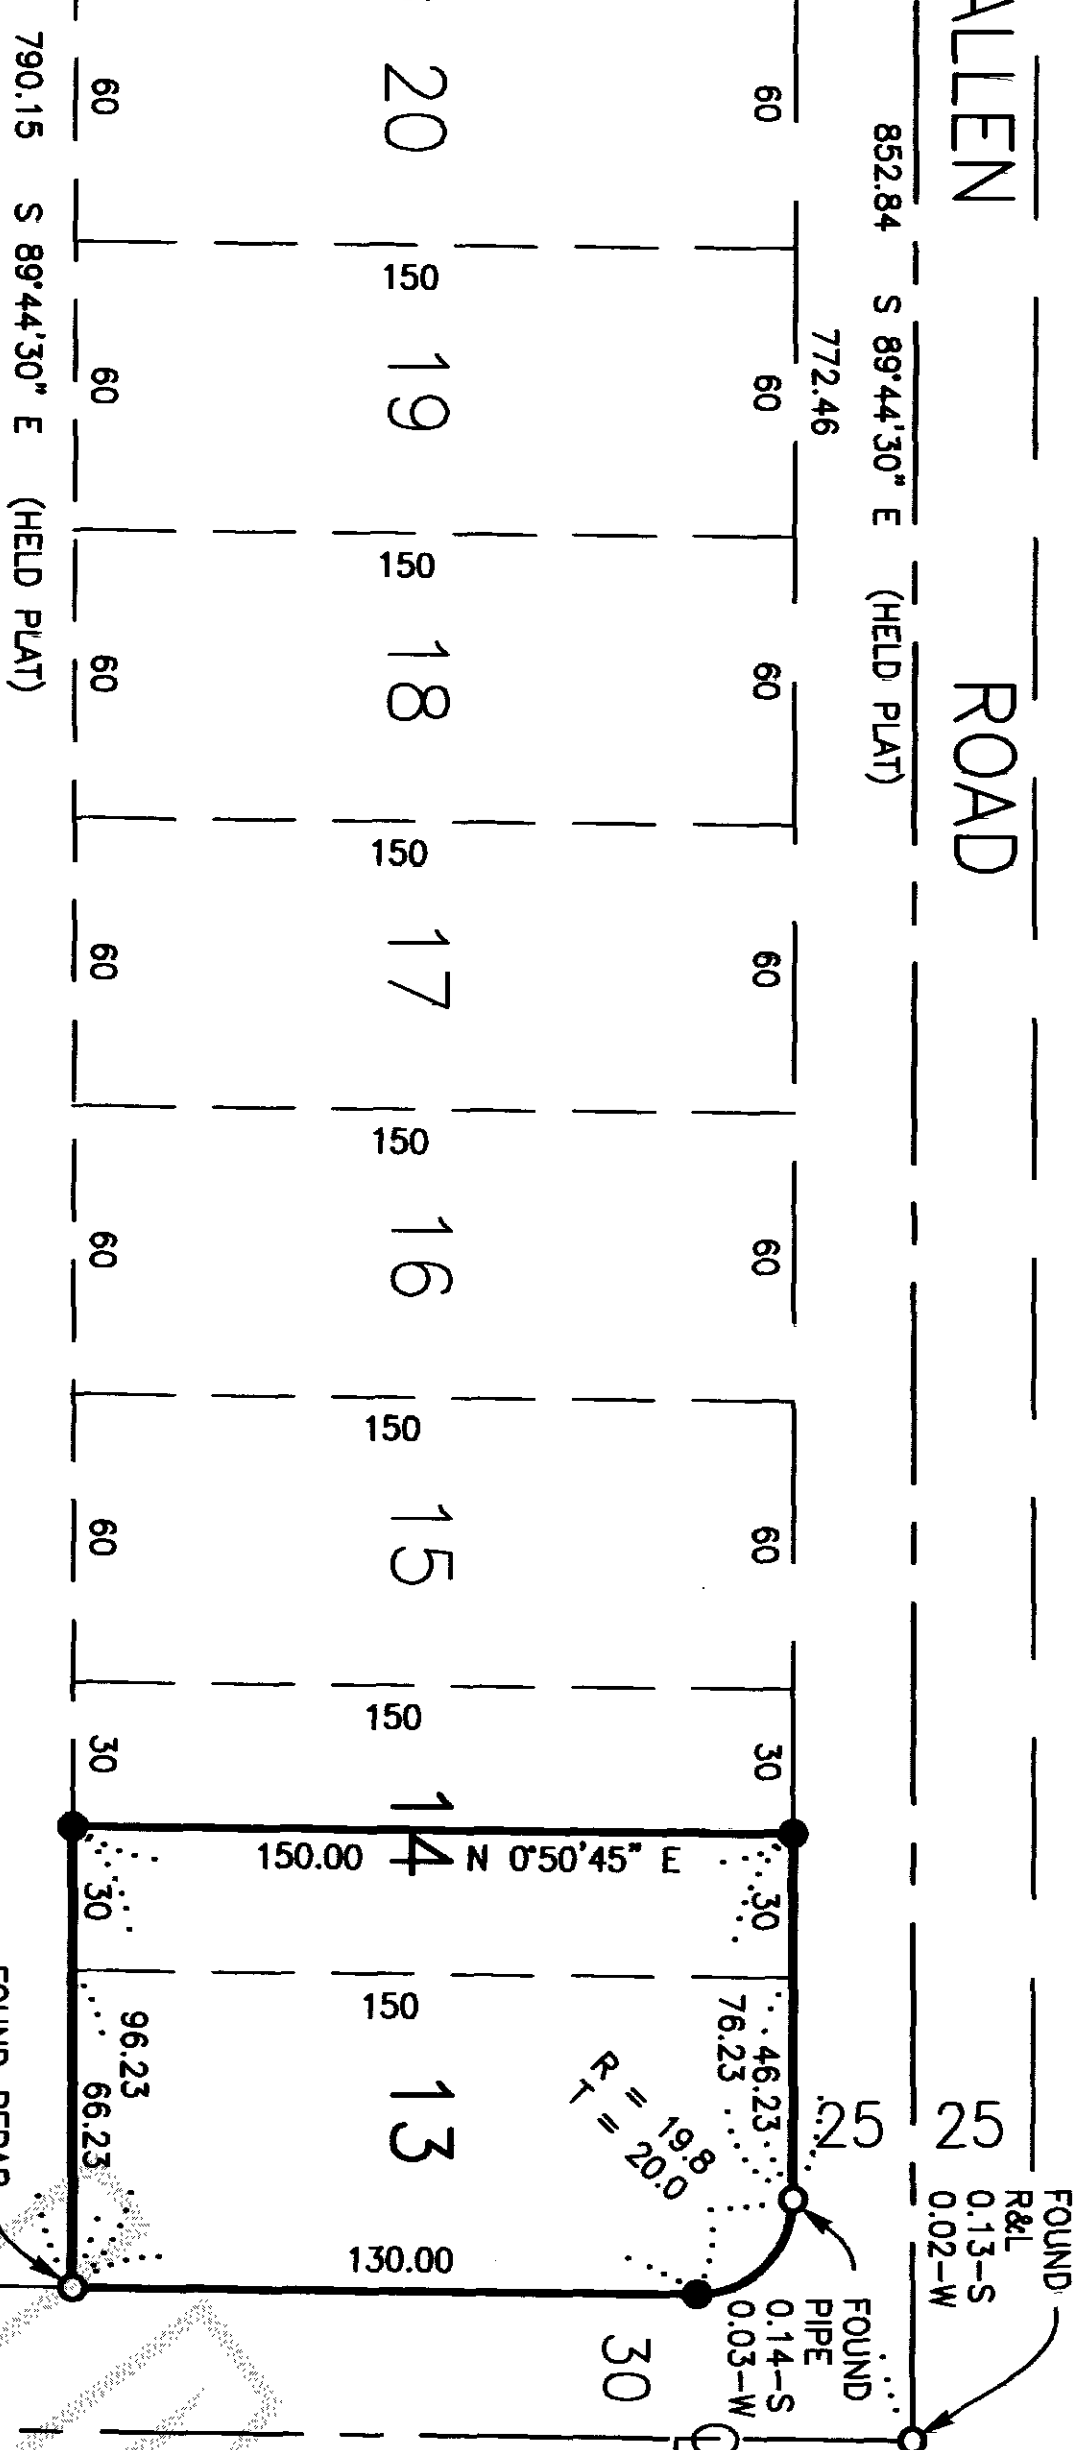 ALLEN ROAD
852.84 S 89°44'30" E (HELD PLAT)
772.46
60 60 60 60 60 60 30 30
46.23
76.23
25
25
20 19 18 17 16 15 14 13
150
150
150
150
150
150
150
150.00 N 0°50'45" E
R = 19.8
T = 20.0
130.00
30
60 60 60 60 60 60 30 30
66.23
96.23
790.15 S 89°44'30" E (HELD PLAT)
FOUND
R&L
0.13-S
0.02-W
FOUND
PIPE
0.14-S
0.03-W